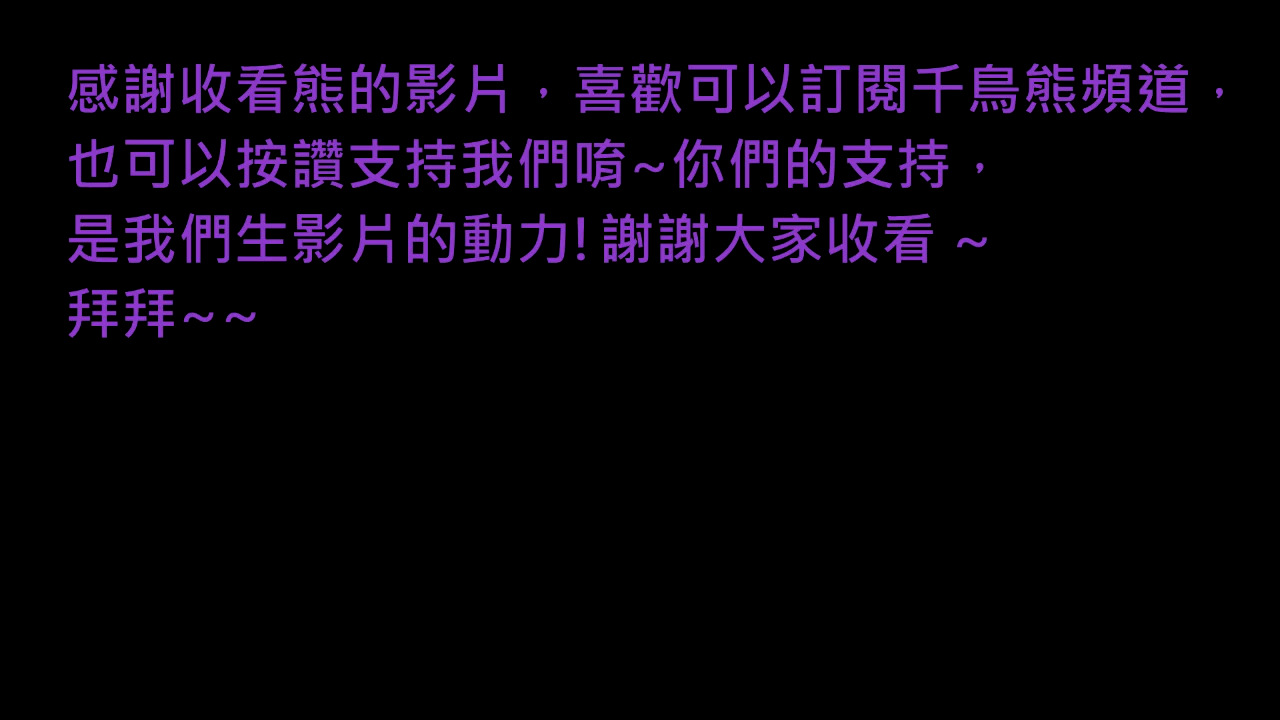 感謝收看熊的影片，喜歡可以訂閱千鳥熊頻道，
也可以按讚支持我們唷~你們的支持，
是我們生影片的動力! 謝謝大家收看 ~
拜拜~~